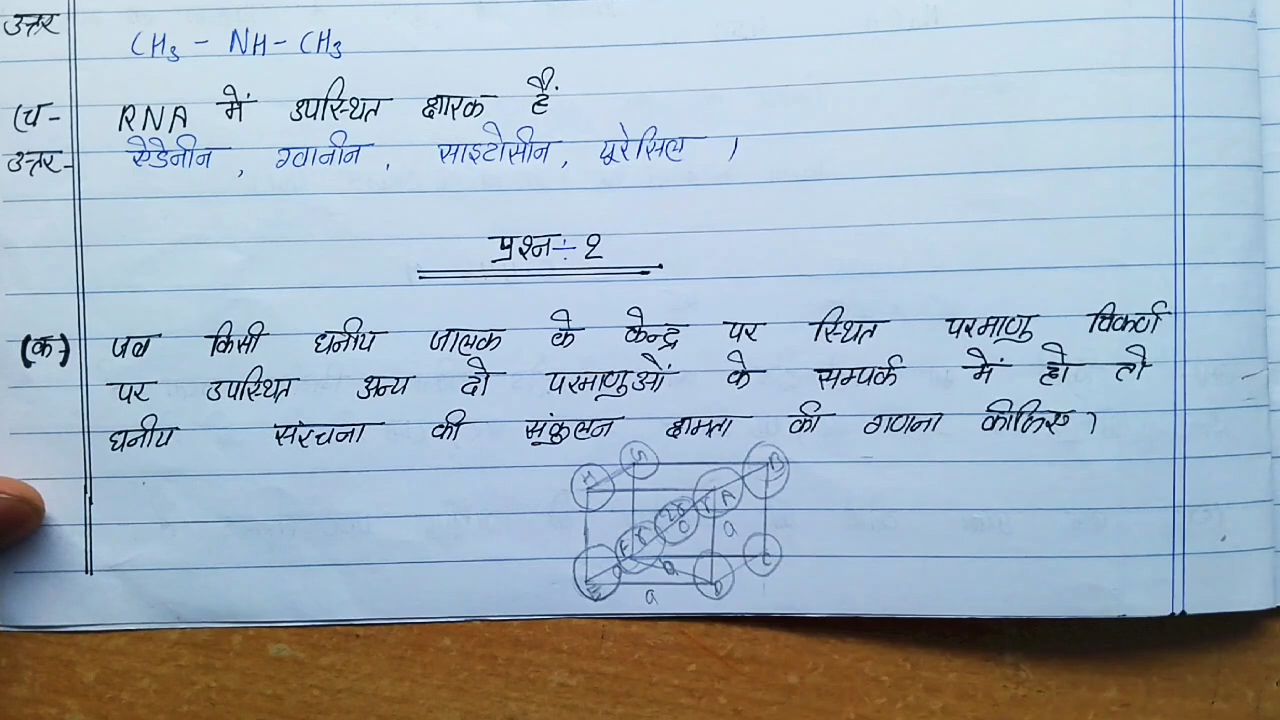 उत्तर CH3 - NH - CH3
(च- RNA में उपस्थित क्षारक हैं.
उत्तर- ऐडेनीन, ग्वानीन, साइटोसीन, यूरेसिल ।
प्रश्न ÷ 2
(क) जब किसी घनीय जालक के केन्द्र पर स्थित परमाणु विकर्ण
पर उपस्थित अन्य दो परमाणुओं के सम्पर्क में हो तो
घनीय संरचना की संकुलन क्षमता की गणना कीजिए।
H G A B
F r 2r r a
E a D C
a